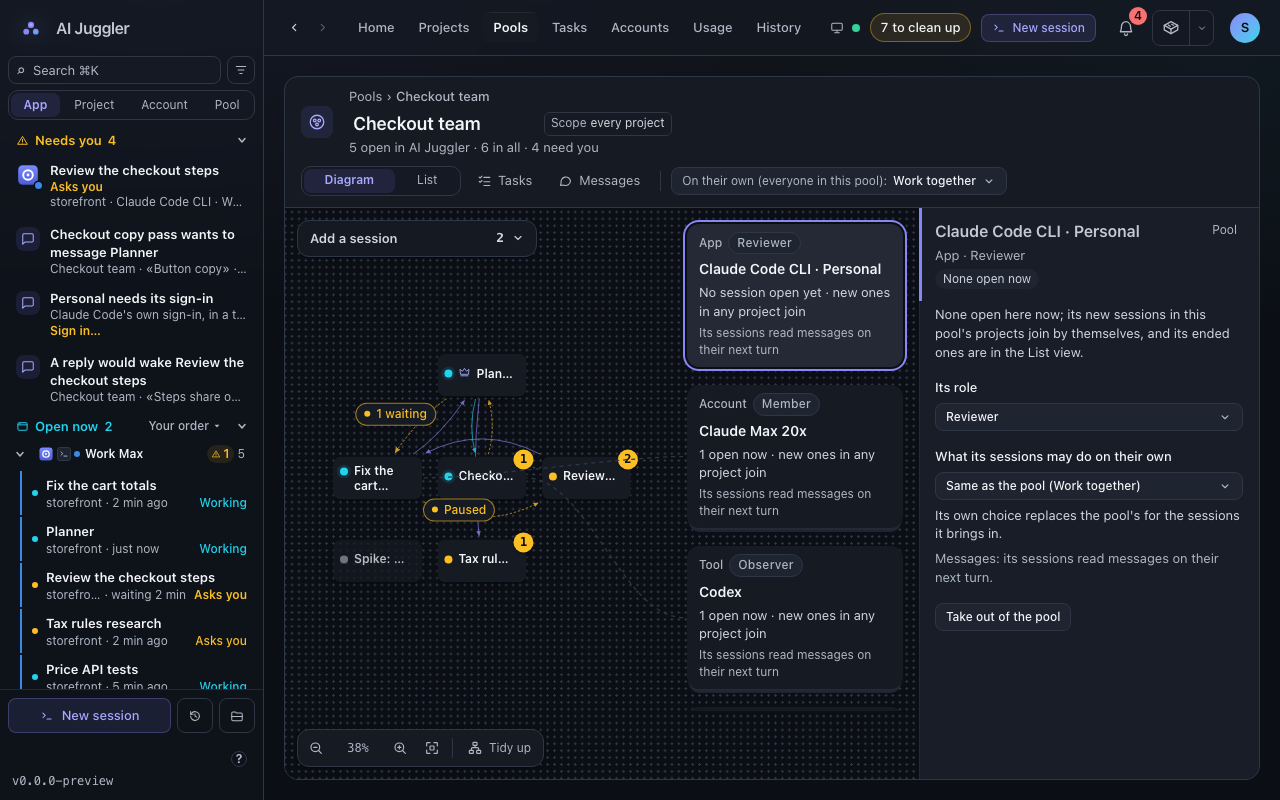 AI Juggler
Search ⌘K
App
Project
Account
Pool
Needs you 4
Review the checkout steps
Asks you
storefront · Claude Code CLI · W...
Checkout copy pass wants to
message Planner
Checkout team · «Button copy» ·...
Personal needs its sign-in
Claude Code's own sign-in, in a t...
Sign in...
A reply would wake Review the
checkout steps
Checkout team · «Steps share o...
Open now 2
Your order
Work Max
1
5
Fix the cart totals
storefront · 2 min ago
Working
Planner
storefront · just now
Working
Review the checkout steps
storefro... · waiting 2 min
Asks you
Tax rules research
storefront · 2 min ago
Asks you
Price API tests
storefront · 5 min ago
Working
New session
?
v0.0.0-preview
Home
Projects
Pools
Tasks
Accounts
Usage
History
7 to clean up
New session
4
S
Pools › Checkout team
Checkout team
Scope every project
5 open in AI Juggler · 6 in all · 4 need you
Diagram
List
Tasks
Messages
On their own (everyone in this pool): Work together
Add a session
2
Plan...
1 waiting
Fix the
cart...
1
Checko...
2
Review...
Paused
Spike: ...
1
Tax rul...
38%
Tidy up
App
Reviewer
Claude Code CLI · Personal
No session open yet · new ones
in any project join
Its sessions read messages on
their next turn
Account
Member
Claude Max 20x
1 open now · new ones in any
project join
Its sessions read messages on
their next turn
Tool
Observer
Codex
1 open now · new ones in any
project join
Its sessions read messages on
their next turn
Claude Code CLI · Personal
Pool
App · Reviewer
None open now
None open here now; its new sessions in this
pool's projects join by themselves, and its ended
ones are in the List view.
Its role
Reviewer
What its sessions may do on their own
Same as the pool (Work together)
Its own choice replaces the pool's for the sessions
it brings in.
Messages: its sessions read messages on their
next turn.
Take out of the pool